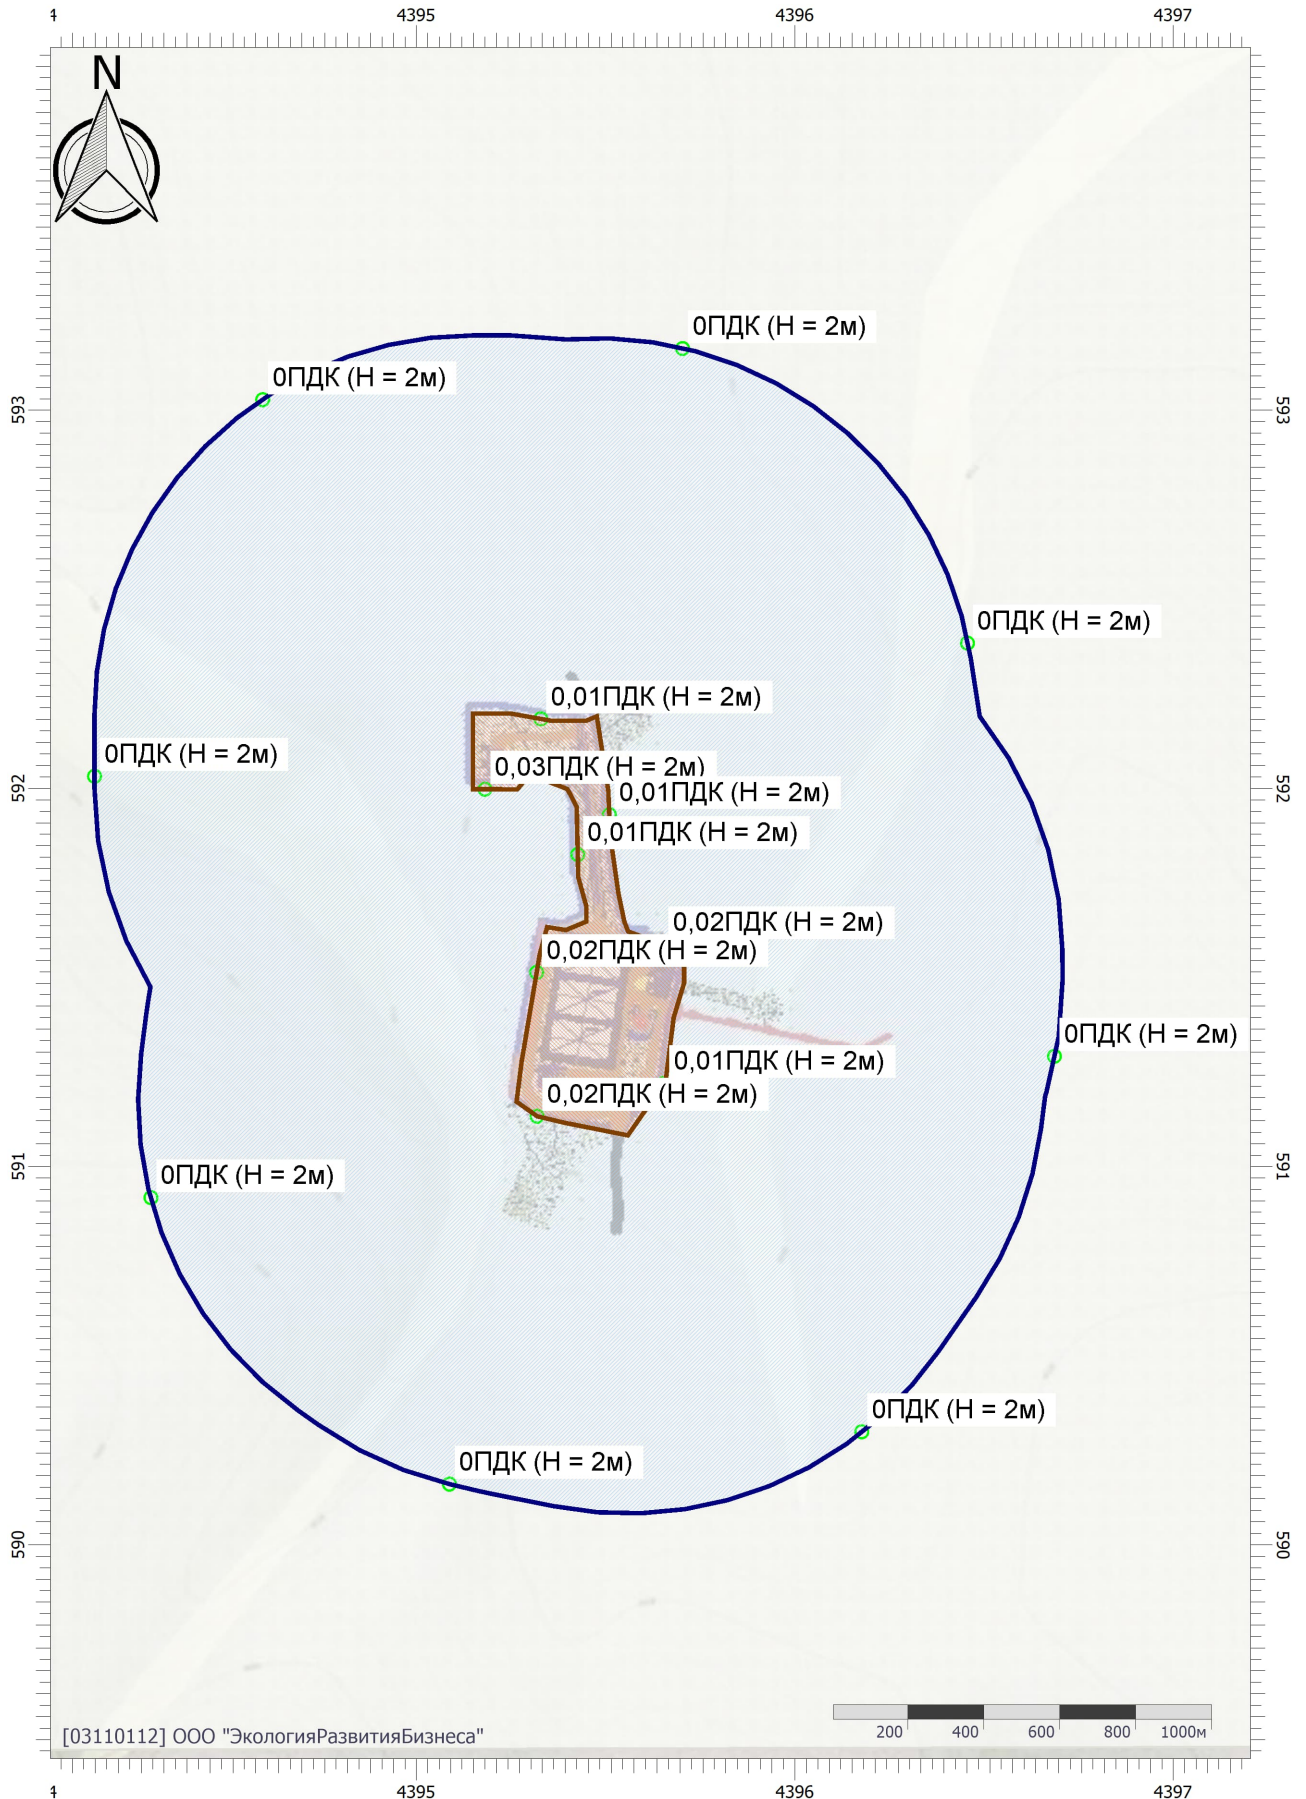 4 4395 4396 4397
N
0ПДК (Н = 2м)
0ПДК (Н = 2м)
593 593
0ПДК (Н = 2м)
0,01ПДК (Н = 2м)
0ПДК (Н = 2м)
0,03ПДК (Н = 2м)
592 592
0,01ПДК (Н = 2м)
0,01ПДК (Н = 2м)
0,02ПДК (Н = 2м)
0,02ПДК (Н = 2м)
0ПДК (Н = 2м)
0,01ПДК (Н = 2м)
0,02ПДК (Н = 2м)
591 591
0ПДК (Н = 2м)
0ПДК (Н = 2м)
0ПДК (Н = 2м)
590 590
200 400 600 800 1000м
[03110112] ООО "ЭкологияРазвитияБизнеса"
4 4395 4396 4397